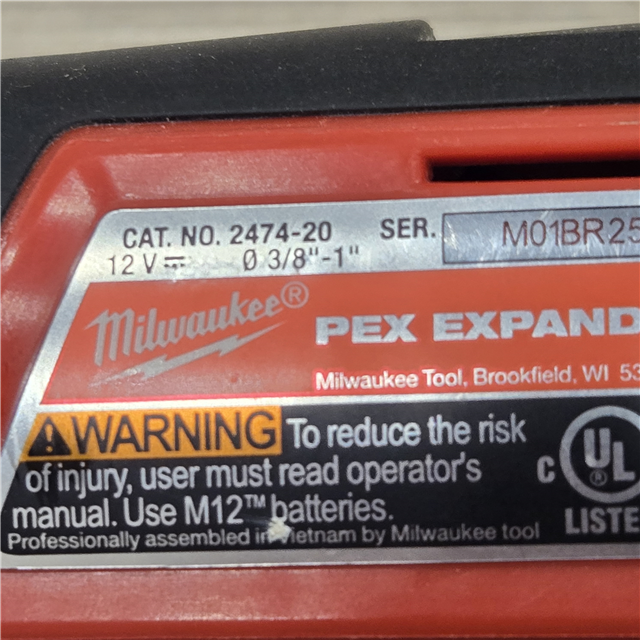 CAT. NO. 2474-20 SER. M01BR25
12 V⎓ Ø 3/8"-1"
Milwaukee®
PEX EXPAND
Milwaukee Tool, Brookfield, WI 53
⚠WARNING To reduce the risk
of injury, user must read operator's
manual. Use M12™ batteries.
Professionally assembled in Vietnam by Milwaukee tool
C UL ®
LISTE